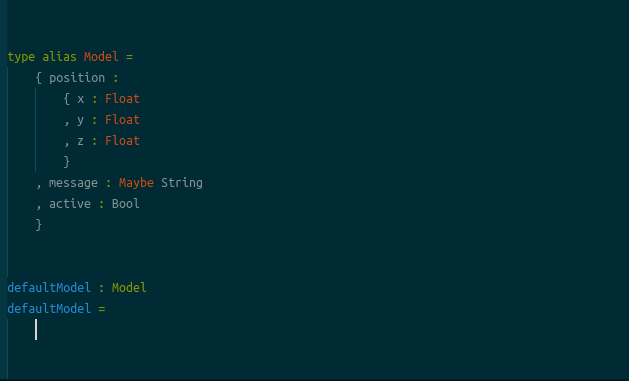 type alias Model =
    { position :
        { x : Float
        , y : Float
        , z : Float
        }
    , message : Maybe String
    , active : Bool
    }
defaultModel : Model
defaultModel =